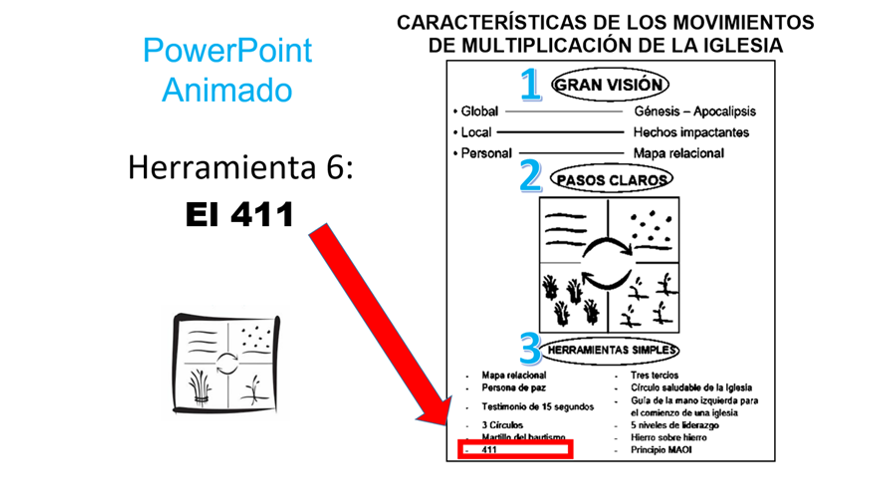 PowerPoint
Animado
Herramienta 6:
El 411
CARACTERÍSTICAS DE LOS MOVIMIENTOS
DE MULTIPLICACIÓN DE LA IGLESIA
1 GRAN VISIÓN
• Global Génesis – Apocalipsis
• Local Hechos impactantes
• Personal Mapa relacional
2 PASOS CLAROS
3 HERRAMIENTAS SIMPLES
- Mapa relacional
- Persona de paz
- Testimonio de 15 segundos
- 3 Círculos
- Martillo del bautismo
- 411
- Tres tercios
- Círculo saludable de la Iglesia
- Guía de la mano izquierda para
el comienzo de una iglesia
- 5 niveles de liderazgo
- Hierro sobre hierro
- Principio MAOI